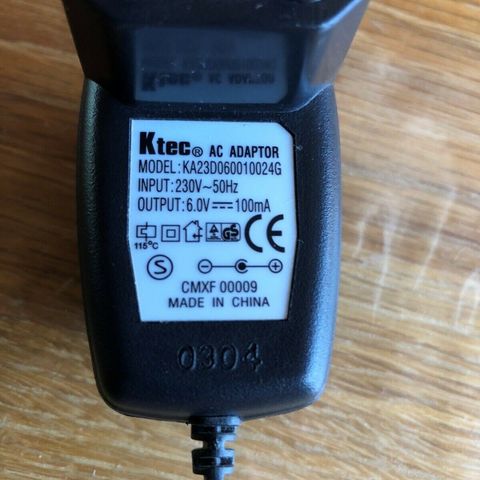 Ktec® AC ADAPTOR
MODEL:KA23D060010024G
INPUT:230V~50Hz
OUTPUT:6.0V⎓100mA
115°C
GS
CE
S
CMXF 00009
MADE IN CHINA
0304